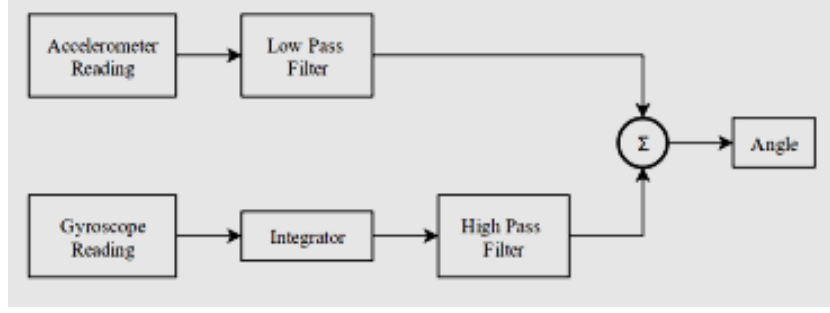 Accelerometer
Reading
Low Pass
Filter
Σ
Angle
Gyroscope
Reading
Integrator
High Pass
Filter